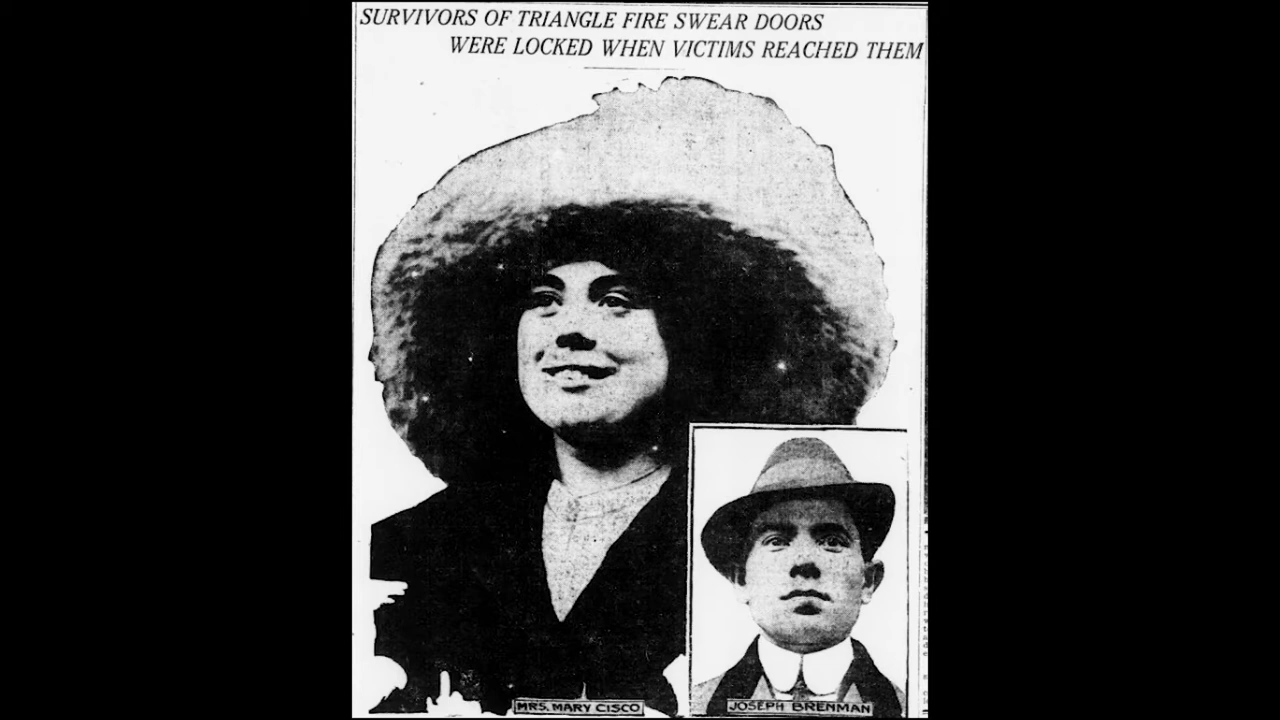 SURVIVORS OF TRIANGLE FIRE SWEAR DOORS
WERE LOCKED WHEN VICTIMS REACHED THEM
MRS. MARY CISCO
JOSEPH BRENMAN